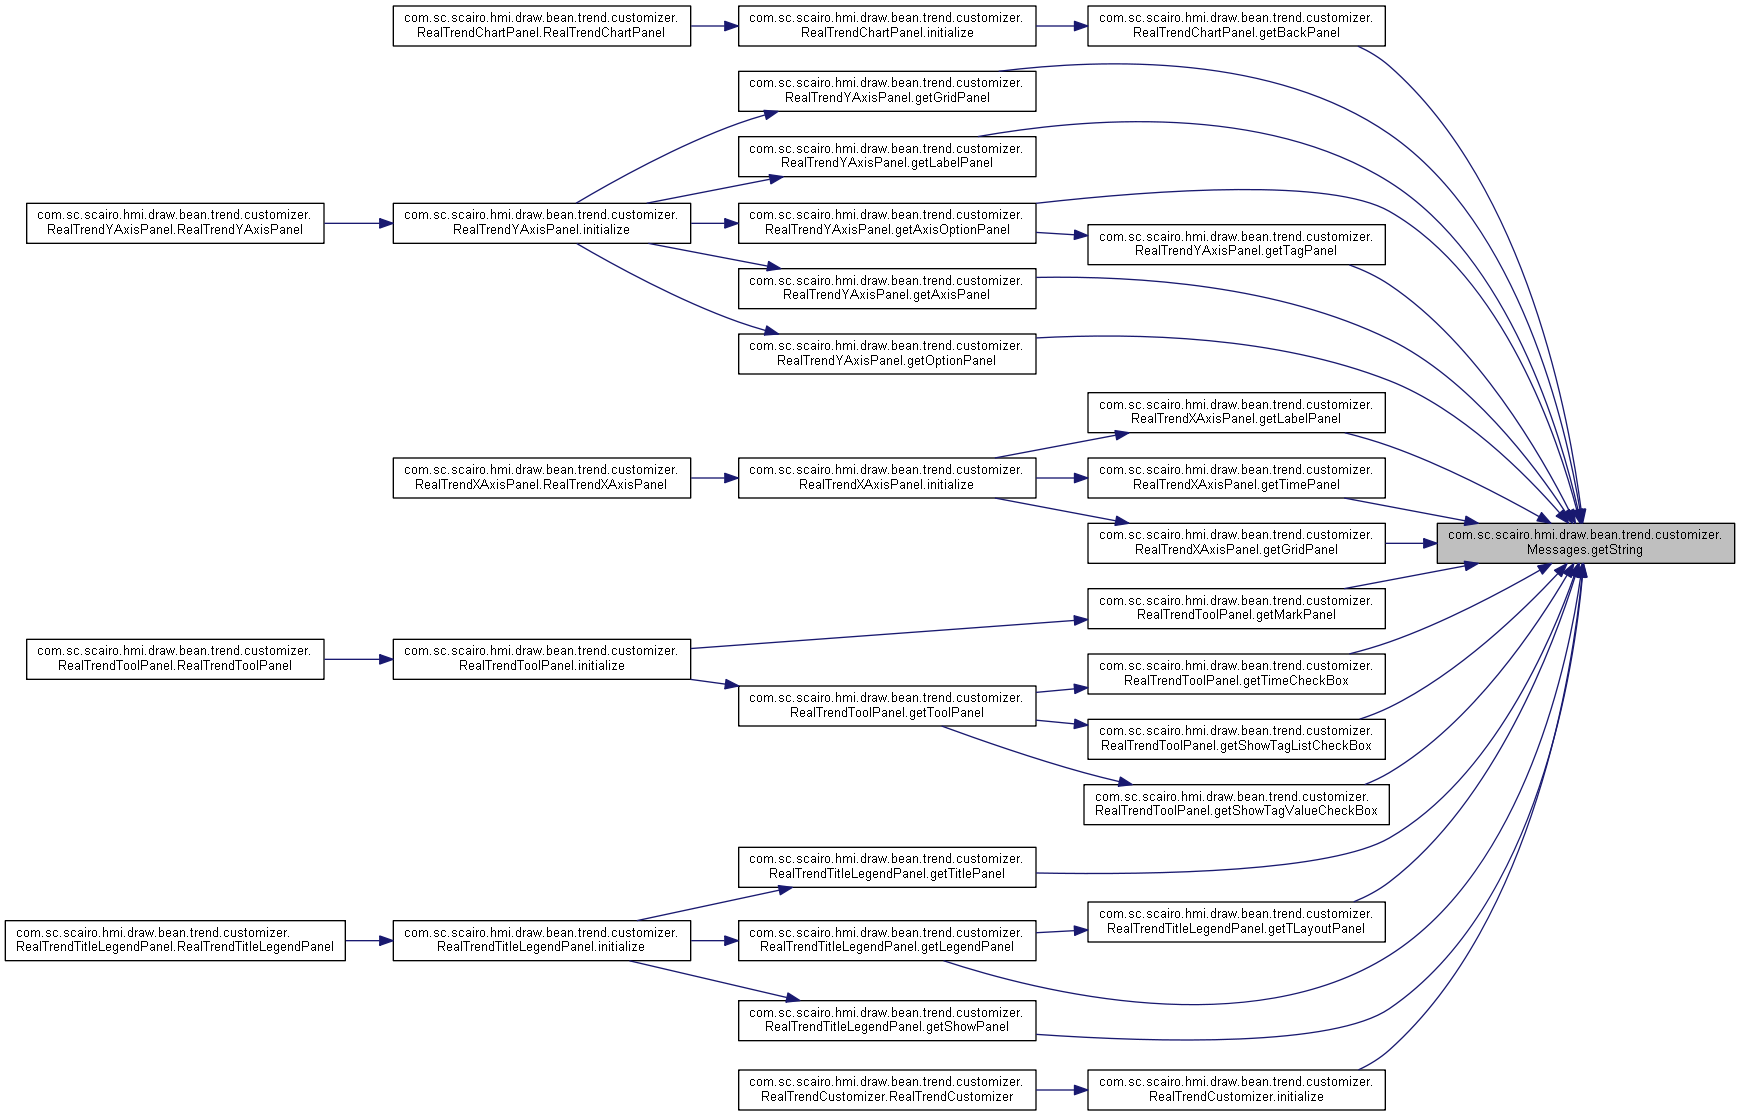 com.sc.scairo.hmi.draw.bean.trend.customizer.
RealTrendChartPanel.RealTrendChartPanel
com.sc.scairo.hmi.draw.bean.trend.customizer.
RealTrendChartPanel.initialize
com.sc.scairo.hmi.draw.bean.trend.customizer.
RealTrendChartPanel.getBackPanel
com.sc.scairo.hmi.draw.bean.trend.customizer.
RealTrendYAxisPanel.getGridPanel
com.sc.scairo.hmi.draw.bean.trend.customizer.
RealTrendYAxisPanel.getLabelPanel
com.sc.scairo.hmi.draw.bean.trend.customizer.
RealTrendYAxisPanel.RealTrendYAxisPanel
com.sc.scairo.hmi.draw.bean.trend.customizer.
RealTrendYAxisPanel.initialize
com.sc.scairo.hmi.draw.bean.trend.customizer.
RealTrendYAxisPanel.getAxisOptionPanel
com.sc.scairo.hmi.draw.bean.trend.customizer.
RealTrendYAxisPanel.getTagPanel
com.sc.scairo.hmi.draw.bean.trend.customizer.
RealTrendYAxisPanel.getAxisPanel
com.sc.scairo.hmi.draw.bean.trend.customizer.
RealTrendYAxisPanel.getOptionPanel
com.sc.scairo.hmi.draw.bean.trend.customizer.
RealTrendXAxisPanel.getLabelPanel
com.sc.scairo.hmi.draw.bean.trend.customizer.
RealTrendXAxisPanel.RealTrendXAxisPanel
com.sc.scairo.hmi.draw.bean.trend.customizer.
RealTrendXAxisPanel.initialize
com.sc.scairo.hmi.draw.bean.trend.customizer.
RealTrendXAxisPanel.getTimePanel
com.sc.scairo.hmi.draw.bean.trend.customizer.
RealTrendXAxisPanel.getGridPanel
com.sc.scairo.hmi.draw.bean.trend.customizer.
Messages.getString
com.sc.scairo.hmi.draw.bean.trend.customizer.
RealTrendToolPanel.getMarkPanel
com.sc.scairo.hmi.draw.bean.trend.customizer.
RealTrendToolPanel.RealTrendToolPanel
com.sc.scairo.hmi.draw.bean.trend.customizer.
RealTrendToolPanel.initialize
com.sc.scairo.hmi.draw.bean.trend.customizer.
RealTrendToolPanel.getTimeCheckBox
com.sc.scairo.hmi.draw.bean.trend.customizer.
RealTrendToolPanel.getToolPanel
com.sc.scairo.hmi.draw.bean.trend.customizer.
RealTrendToolPanel.getShowTagListCheckBox
com.sc.scairo.hmi.draw.bean.trend.customizer.
RealTrendToolPanel.getShowTagValueCheckBox
com.sc.scairo.hmi.draw.bean.trend.customizer.
RealTrendTitleLegendPanel.getTitlePanel
com.sc.scairo.hmi.draw.bean.trend.customizer.
RealTrendTitleLegendPanel.getTLayoutPanel
com.sc.scairo.hmi.draw.bean.trend.customizer.
RealTrendTitleLegendPanel.RealTrendTitleLegendPanel
com.sc.scairo.hmi.draw.bean.trend.customizer.
RealTrendTitleLegendPanel.initialize
com.sc.scairo.hmi.draw.bean.trend.customizer.
RealTrendTitleLegendPanel.getLegendPanel
com.sc.scairo.hmi.draw.bean.trend.customizer.
RealTrendTitleLegendPanel.getShowPanel
com.sc.scairo.hmi.draw.bean.trend.customizer.
RealTrendCustomizer.RealTrendCustomizer
com.sc.scairo.hmi.draw.bean.trend.customizer.
RealTrendCustomizer.initialize